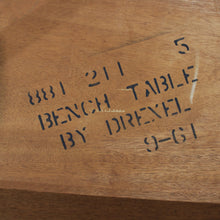 881 211 5
BENCH TABLE
BY DREXEL
9-61